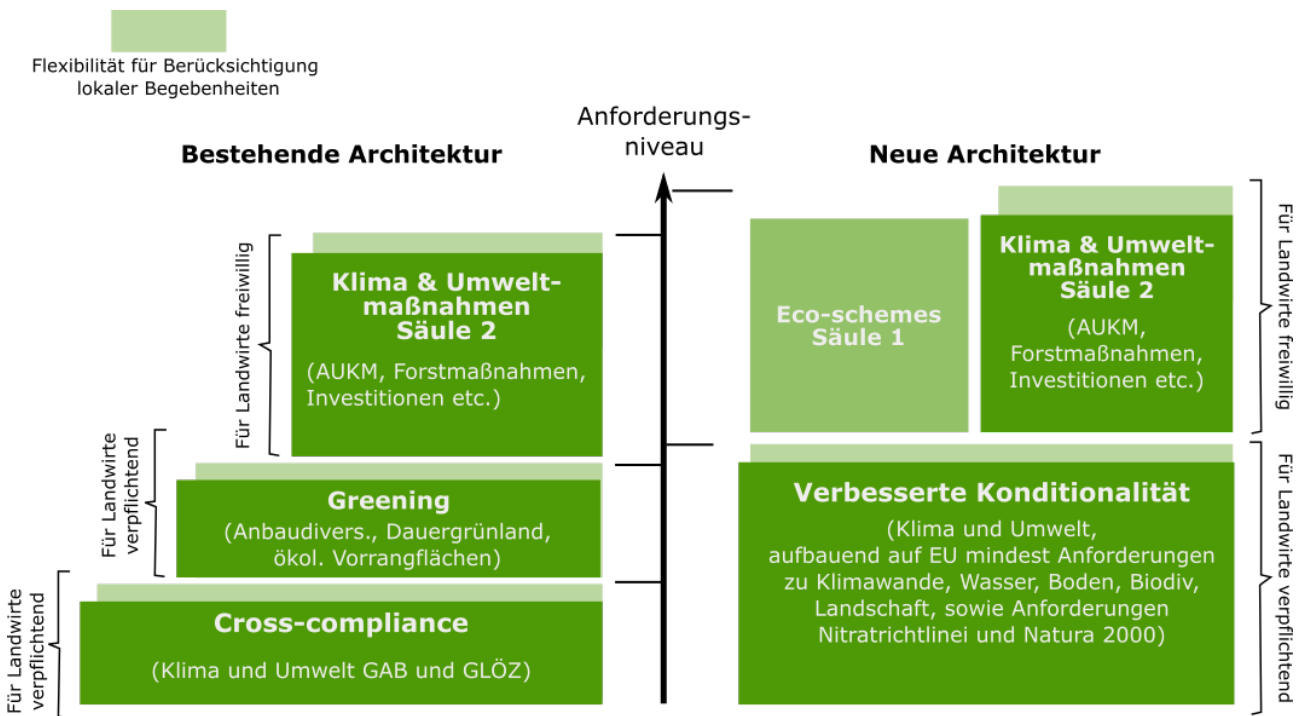 Flexibilität für Berücksichtigung
lokaler Begebenheiten
Anforderungs-
niveau
Bestehende Architektur
Neue Architektur
Für Landwirte freiwillig
Klima & Umwelt-
maßnahmen
Säule 2
(AUKM, Forstmaßnahmen,
Investitionen etc.)
Für Landwirte
verpflichtend
Greening
(Anbaudivers., Dauergrünland,
ökol. Vorrangflächen)
Für Landwirte
verpflichtend
Cross-compliance
(Klima und Umwelt GAB und GLÖZ)
Eco-schemes
Säule 1
Klima & Umwelt-
maßnahmen
Säule 2
(AUKM,
Forstmaßnahmen,
Investitionen etc.)
Für Landwirte freiwillig
Verbesserte Konditionalität
(Klima und Umwelt,
aufbauend auf EU mindest Anforderungen
zu Klimawande, Wasser, Boden, Biodiv,
Landschaft, sowie Anforderungen
Nitratrichtlinei und Natura 2000)
Für Landwirte verpflichtend